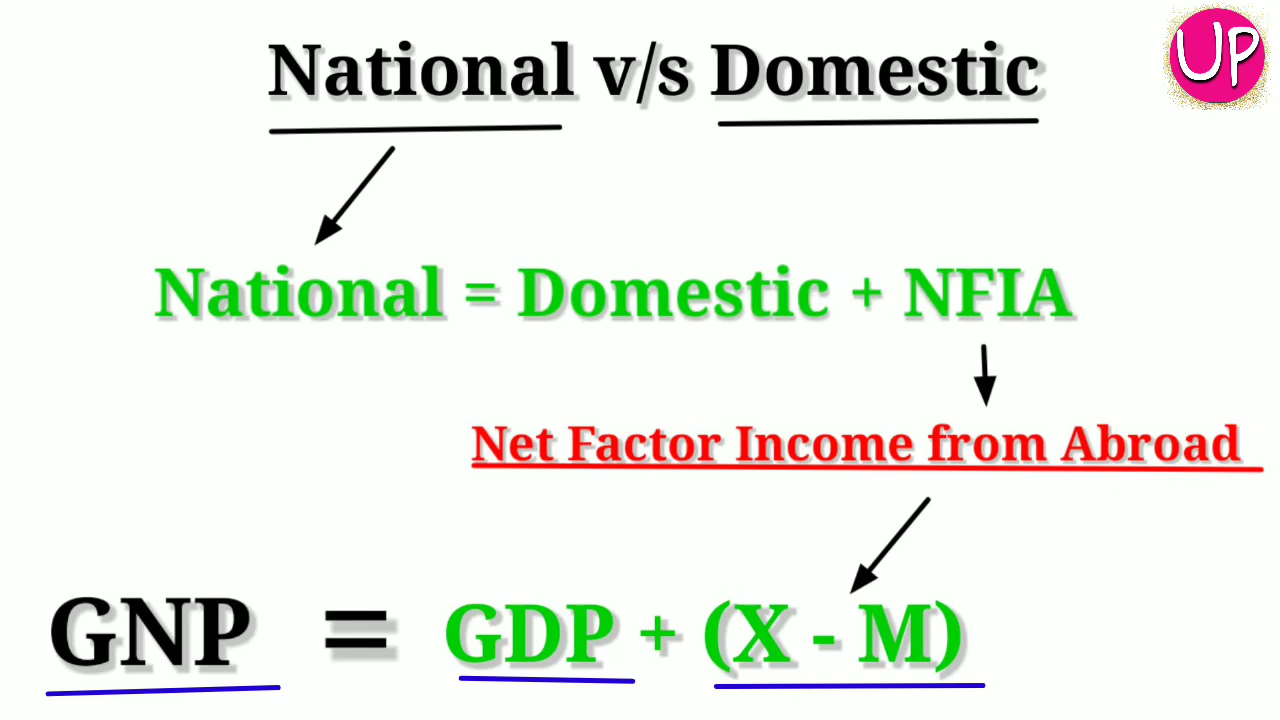 UP
National v/s Domestic
National = Domestic + NFIA
Net Factor Income from Abroad
GNP = GDP + (X - M)